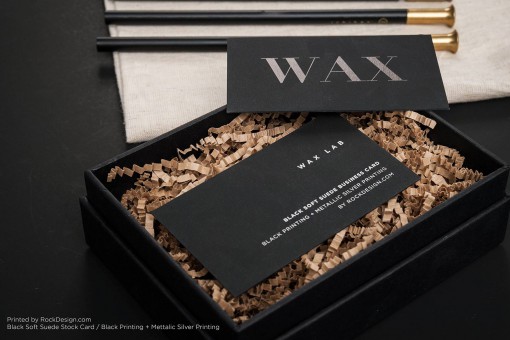 WAX
WAX LAB
BLACK SOFT SUEDE BUSINESS CARD
BLACK PRINTING + METALLIC SILVER PRINTING
BY ROCKDESIGN.COM
Printed by RockDesign.com
Black Soft Suede Stock Card / Black Printing + Mettalic Silver Printing